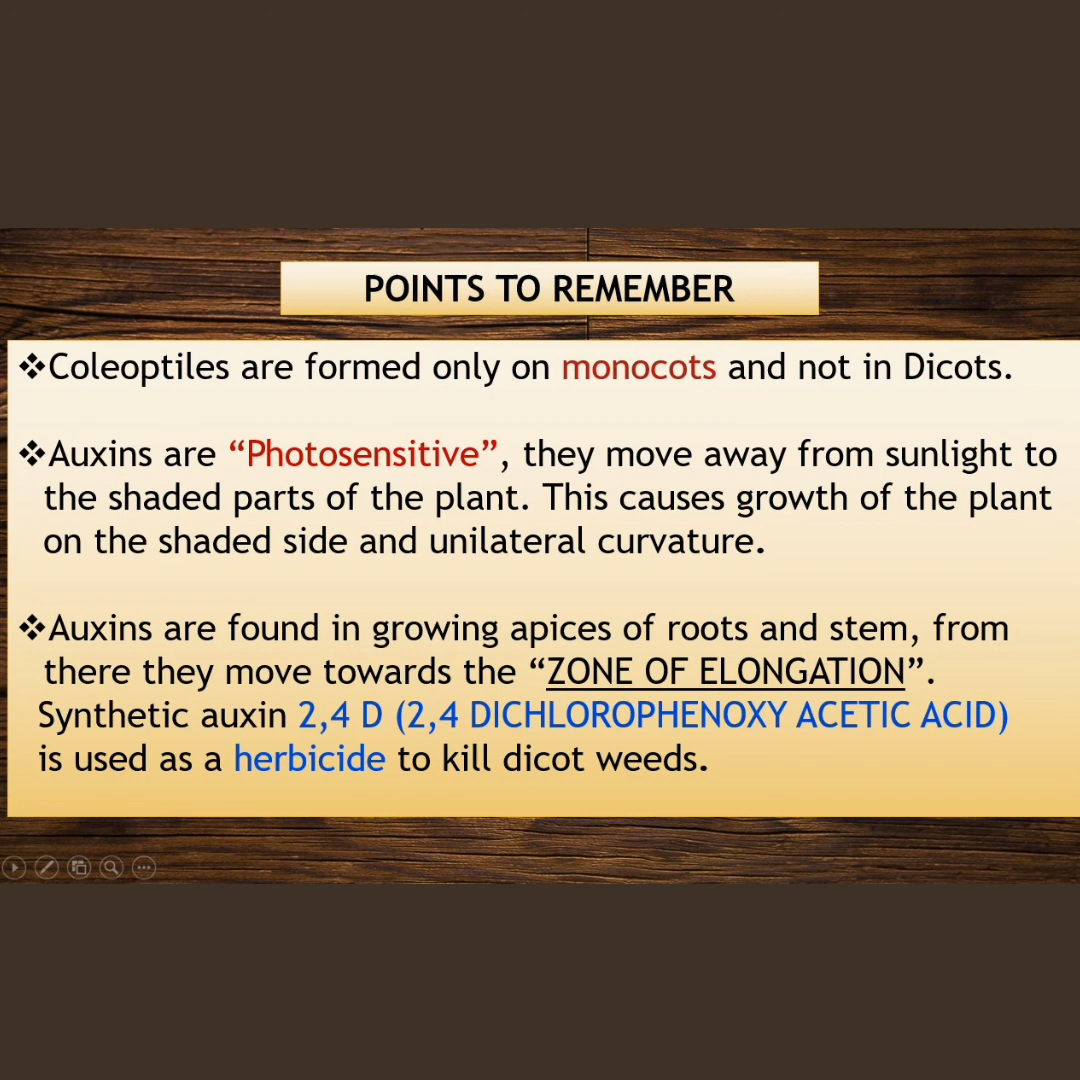 POINTS TO REMEMBER
❖Coleoptiles are formed only on monocots and not in Dicots.
❖Auxins are “Photosensitive”, they move away from sunlight to
the shaded parts of the plant. This causes growth of the plant
on the shaded side and unilateral curvature.
❖Auxins are found in growing apices of roots and stem, from
there they move towards the “ZONE OF ELONGATION”.
Synthetic auxin 2,4 D (2,4 DICHLOROPHENOXY ACETIC ACID)
is used as a herbicide to kill dicot weeds.